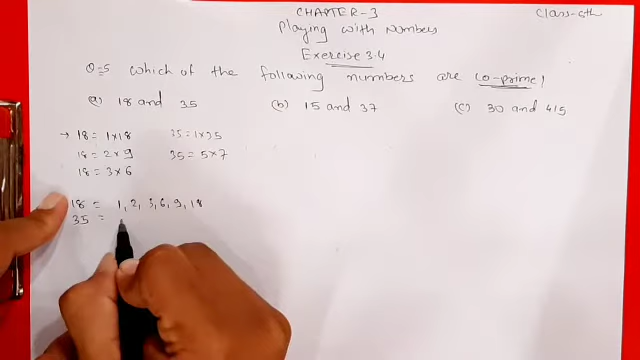 CHAPTER-3
Class-6th
Playing with Numbers
Exercise 3.4
Q=5 Which of the following numbers are co-prime;
(a) 18 and 35 (b) 15 and 37 (c) 30 and 415
→ 18 = 1×18 35 = 1×35
18 = 2×9 35 = 5×7
18 = 3×6
18 = 1, 2, 3, 6, 9, 18
35 =